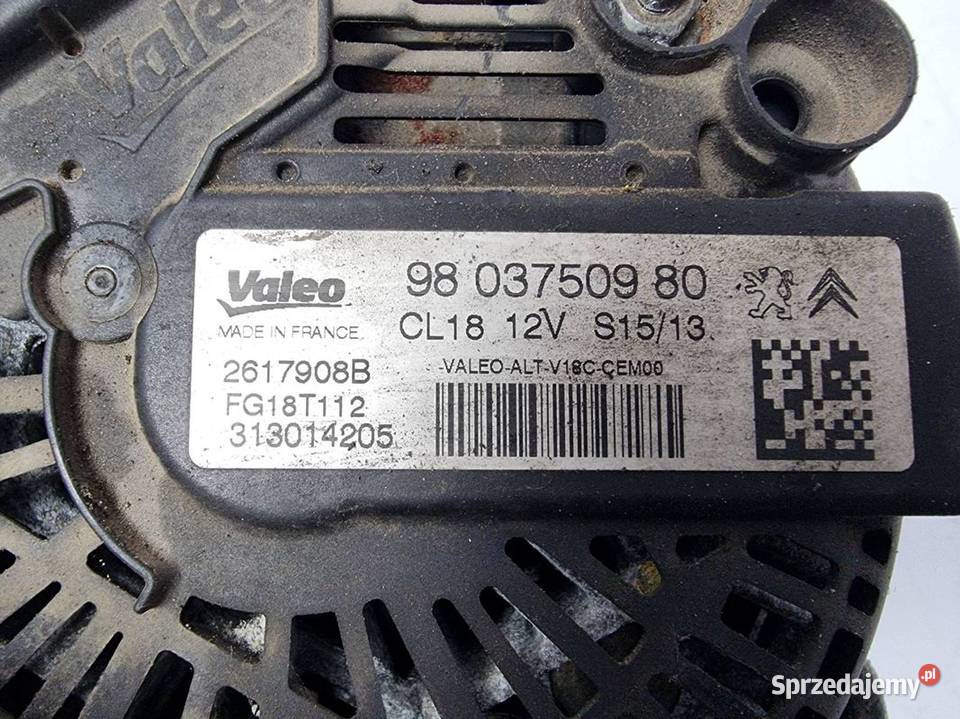 Valeo
Valeo
98 037509 80
MADE IN FRANCE
CL18 12V S15/13
2617908B
VALEO-ALT-V18C-CEM00
FG18T112
313014205
Sprzedajemy.pl